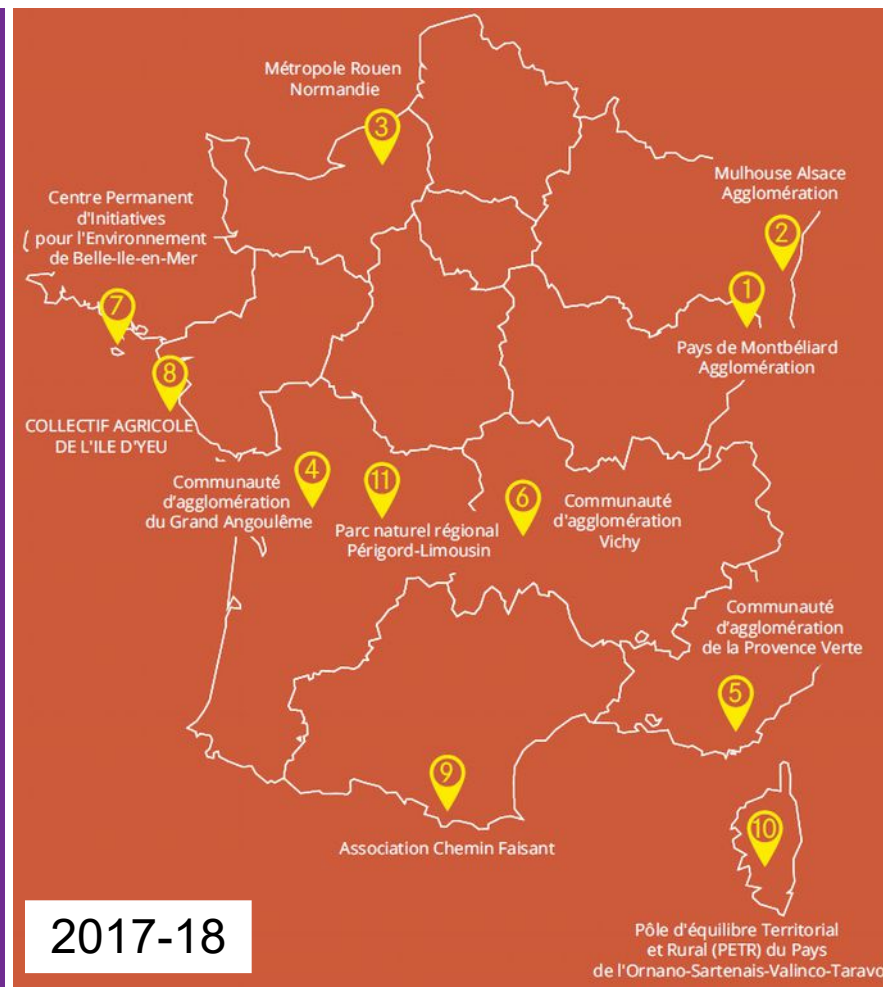 Métropole Rouen
Normandie
3
Mulhouse Alsace
Agglomération
2
Centre Permanent
d'Initiatives
pour l'Environnement
de Belle-Ile-en-Mer
7
1
Pays de Montbéliard
Agglomération
8
COLLECTIF AGRICOLE
DE L'ILE D'YEU
4
Communauté
d'agglomération
du Grand Angoulême
11
Parc naturel régional
Périgord-Limousin
6
Communauté
d'agglomération
Vichy
Communauté
d'agglomération
de la Provence Verte
5
9
Association Chemin Faisant
10
Pôle d'équilibre Territorial
et Rural (PETR) du Pays
de l'Ornano-Sartenais-Valinco-Taravo
2017-18